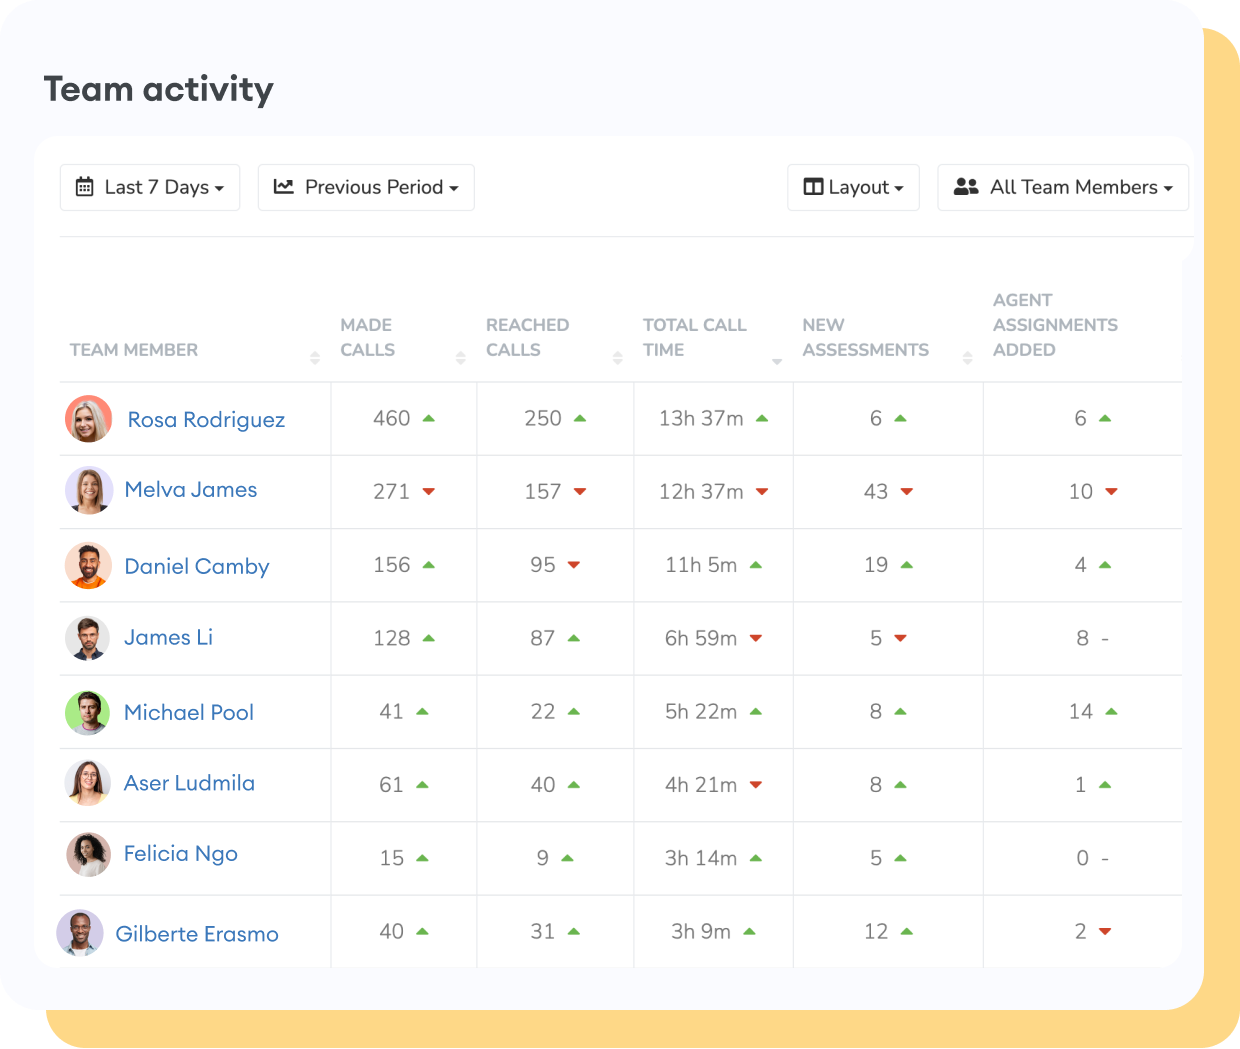 Team activity
Last 7 Days
Previous Period
Layout
All Team Members
TEAM MEMBER
MADE
CALLS
REACHED
CALLS
TOTAL CALL
TIME
NEW
ASSESSMENTS
AGENT
ASSIGNMENTS
ADDED
Rosa Rodriguez 460 250 13h 37m 6 6
Melva James 271 157 12h 37m 43 10
Daniel Camby 156 95 11h 5m 19 4
James Li 128 87 6h 59m 5 8 -
Michael Pool 41 22 5h 22m 8 14
Aser Ludmila 61 40 4h 21m 8 1
Felicia Ngo 15 9 3h 14m 5 0 -
Gilberte Erasmo 40 31 3h 9m 12 2